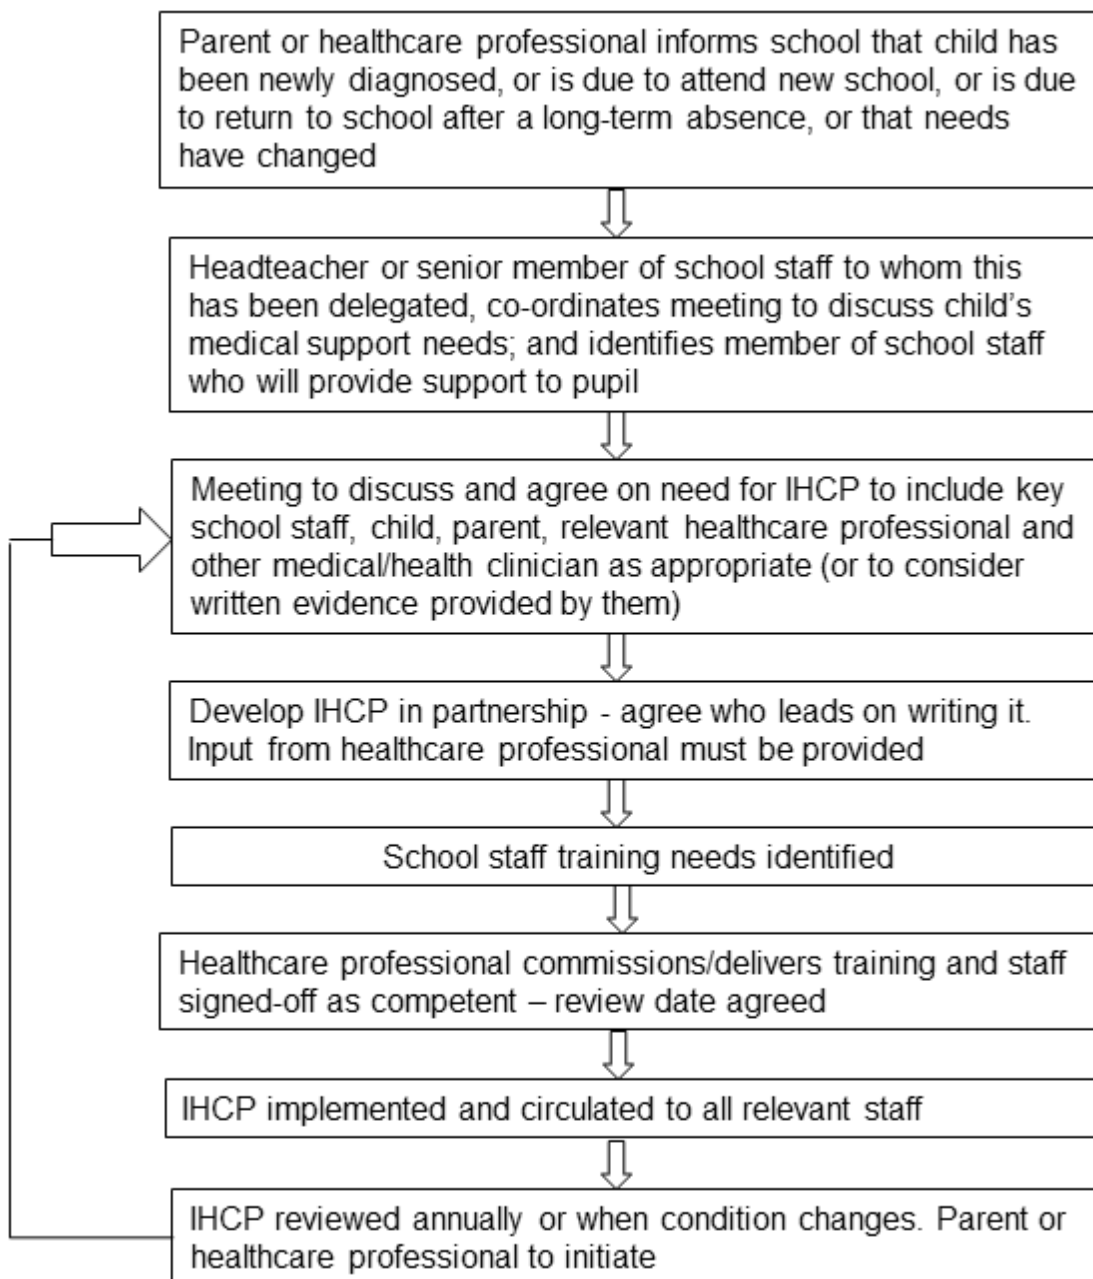 Parent or healthcare professional informs school that child has
been newly diagnosed, or is due to attend new school, or is due
to return to school after a long-term absence, or that needs
have changed
Headteacher or senior member of school staff to whom this
has been delegated, co-ordinates meeting to discuss child's
medical support needs; and identifies member of school staff
who will provide support to pupil
Meeting to discuss and agree on need for IHCP to include key
school staff, child, parent, relevant healthcare professional and
other medical/health clinician as appropriate (or to consider
written evidence provided by them)
Develop IHCP in partnership - agree who leads on writing it.
Input from healthcare professional must be provided
School staff training needs identified
Healthcare professional commissions/delivers training and staff
signed-off as competent – review date agreed
IHCP implemented and circulated to all relevant staff
IHCP reviewed annually or when condition changes. Parent or
healthcare professional to initiate